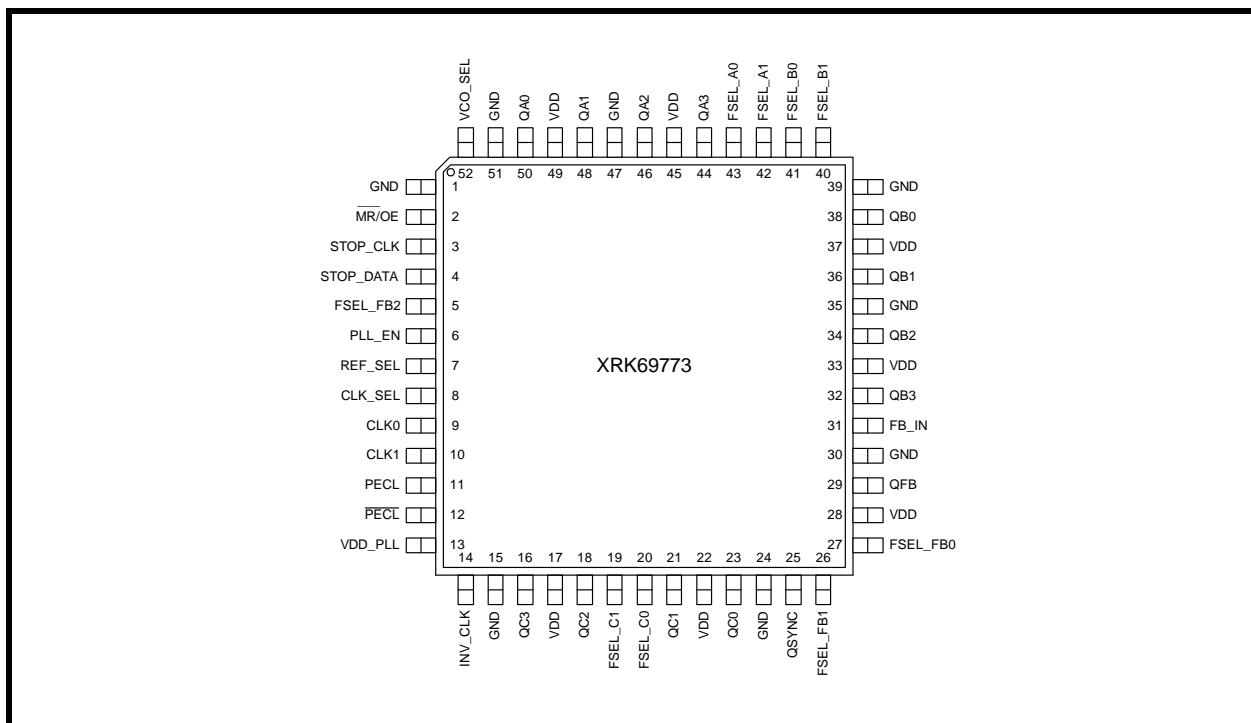 VCO_SEL
GND
QA0
VDD
QA1
GND
QA2
VDD
QA3
FSEL_A0
FSEL_A1
FSEL_B0
FSEL_B1
52 51 50 49 48 47 46 45 44 43 42 41 40
GND 1
MR/OE 2
STOP_CLK 3
STOP_DATA 4
FSEL_FB2 5
PLL_EN 6
REF_SEL 7
CLK_SEL 8
CLK0 9
CLK1 10
PECL 11
PECL 12
VDD_PLL 13
XRK69773
39 GND
38 QB0
37 VDD
36 QB1
35 GND
34 QB2
33 VDD
32 QB3
31 FB_IN
30 GND
29 QFB
28 VDD
27 FSEL_FB0
14 15 16 17 18 19 20 21 22 23 24 25 26
INV_CLK
GND
QC3
VDD
QC2
FSEL_C1
FSEL_C0
QC1
VDD
QC0
GND
QSYNC
FSEL_FB1